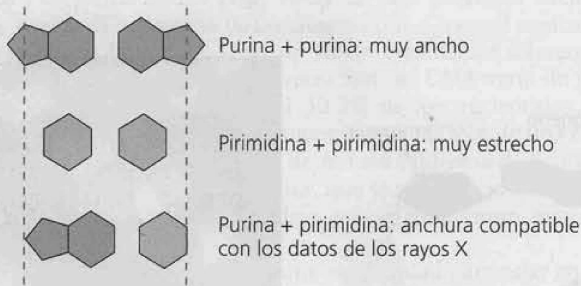 Purina + purina: muy ancho
Pirimidina + pirimidina: muy estrecho
Purina + pirimidina: anchura compatible
con los datos de los rayos X